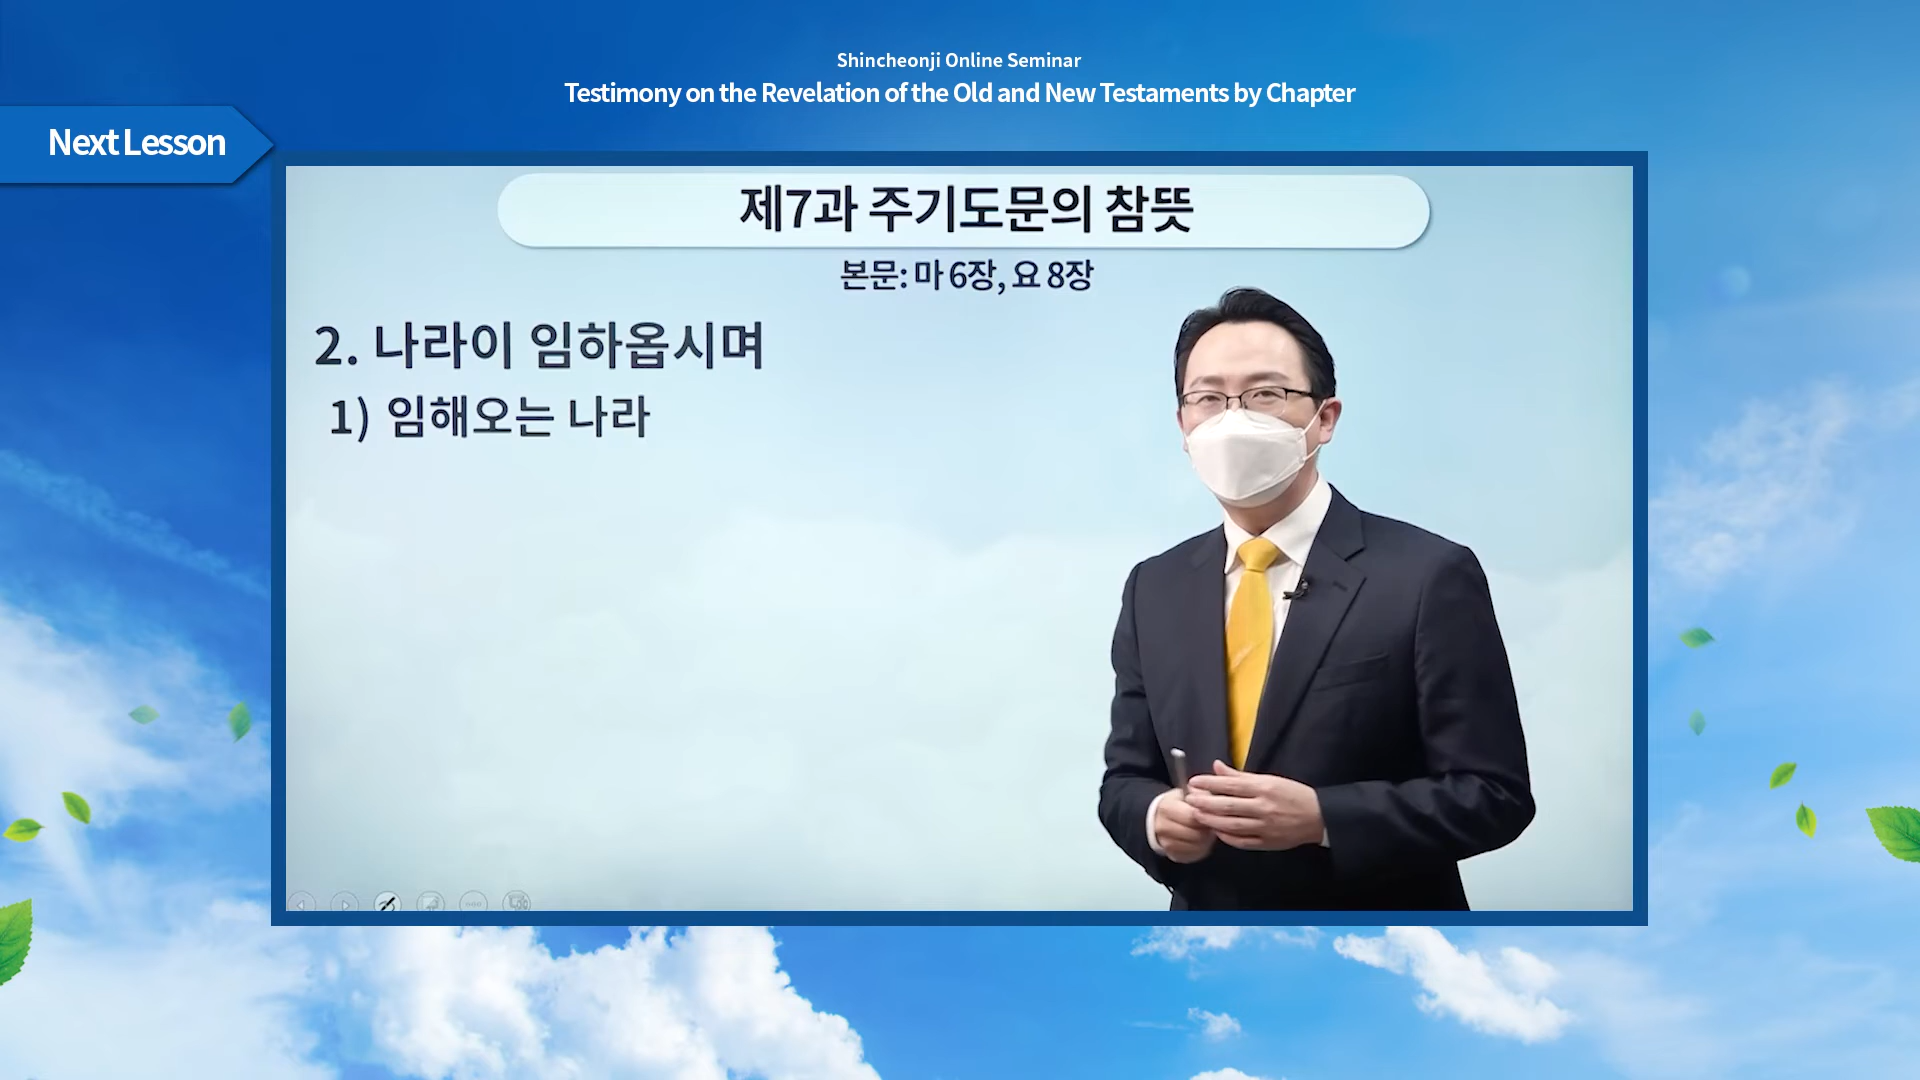 Shincheonji Online Seminar
Testimony on the Revelation of the Old and New Testaments by Chapter
Next Lesson
제7과 주기도문의 참뜻
본문: 마 6장, 요 8장
2. 나라이 임하옵시며
1) 임해오는 나라